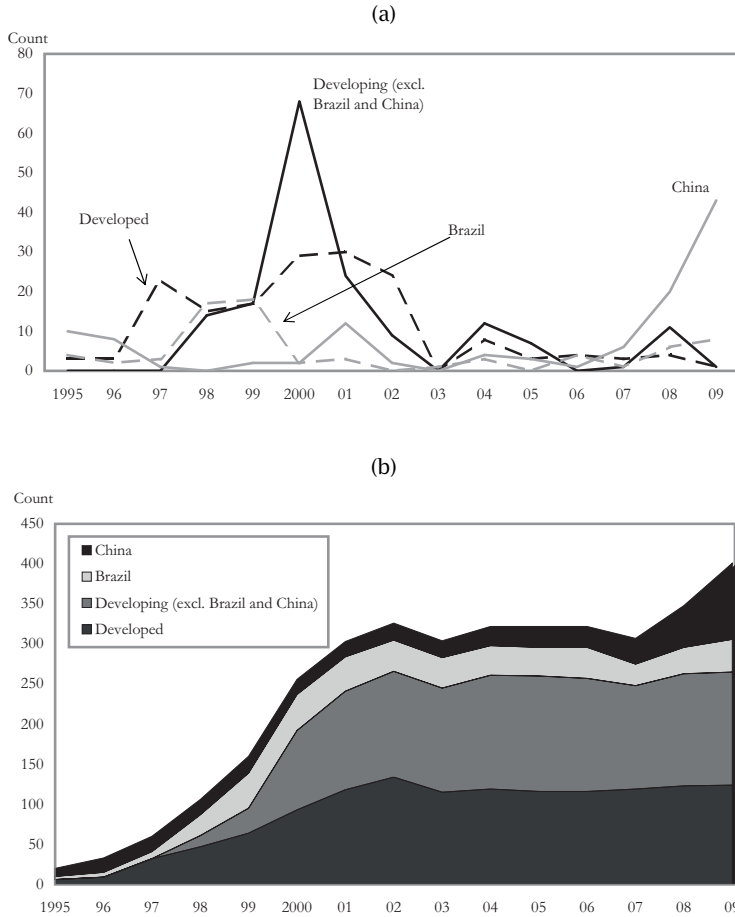 (a)
Count
80
70
60
50
40
30
20
10
0
Developing (excl.
Brazil and China)
China
Developed
Brazil
1995 96 97 98 99 2000 01 02 03 04 05 06 07 08 09
(b)
Count
450
400
350
300
250
200
150
100
50
0
China
Brazil
Developing (excl. Brazil and China)
Developed
1995 96 97 98 99 2000 01 02 03 04 05 06 07 08 09